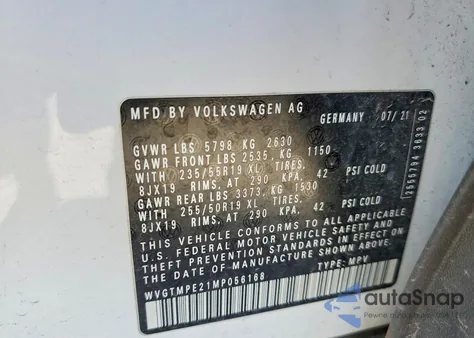 MFD BY VOLKSWAGEN AG GERMANY 07/21
GVWR LBS 5798 KG 2630
GAWR FRONT LBS 2535, KG 1150
WITH 235/55R19 XL TIRES,
8JX19 RIMS, AT 290 KPA, 42 PSI COLD
GAWR REAR LBS 3373, KG 1530
WITH 255/50R19 XL TIRES,
8JX19 RIMS, AT 290 KPA, 42 PSI COLD
THIS VEHICLE CONFORMS TO ALL APPLICABLE
U.S. FEDERAL MOTOR VEHICLE SAFETY AND
THEFT PREVENTION STANDARDS IN EFFECT ON
THE DATE OF MANUFACTURE SHOWN ABOVE.
WVGTMPE21MP056168 TYPE: MPV
2555794 3633 02
autoSnap